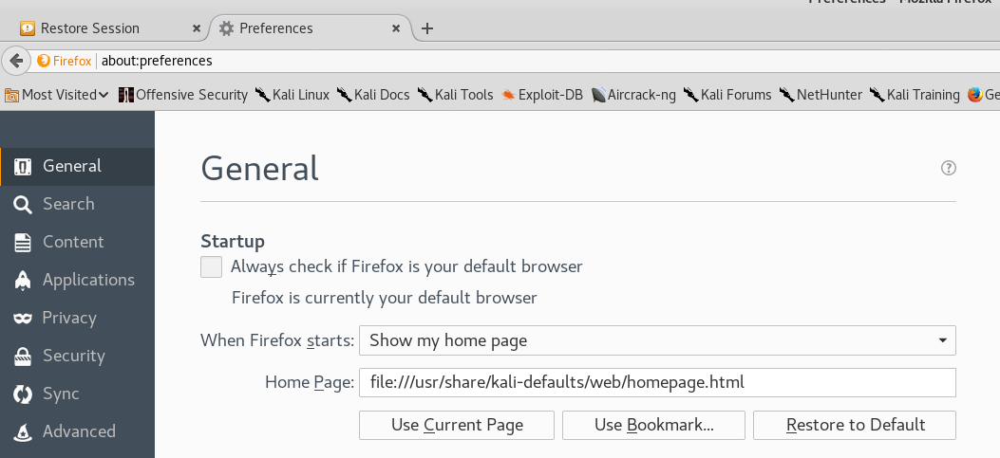 Preferences - Mozilla Firefox
Restore Session
Preferences
Firefox about:preferences
Most Visited Offensive Security Kali Linux Kali Docs Kali Tools Exploit-DB Aircrack-ng Kali Forums NetHunter Kali Training Ge
General
Search
Content
Applications
Privacy
Security
Sync
Advanced
General
Startup
Always check if Firefox is your default browser
Firefox is currently your default browser
When Firefox starts: Show my home page
Home Page: file:///usr/share/kali-defaults/web/homepage.html
Use Current Page Use Bookmark... Restore to Default